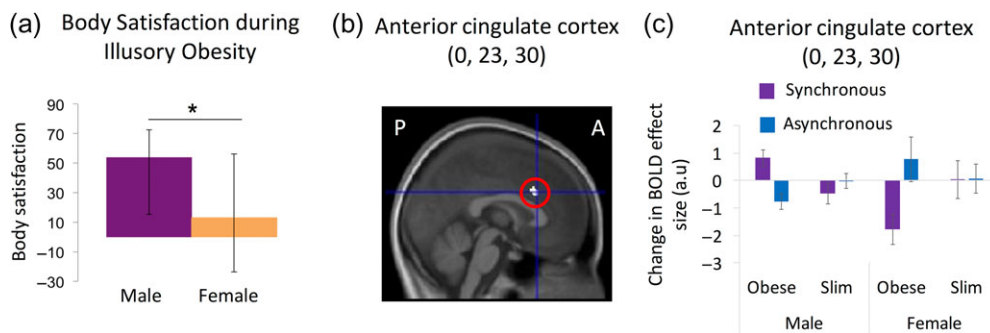 (a)
Body Satisfaction during
Illusory Obesity
Body satisfaction
90
70
50
30
10
–10
–30
*
Male
Female
(b)
Anterior cingulate cortex
(0, 23, 30)
P
A
(c)
Anterior cingulate cortex
(0, 23, 30)
Synchronous
Asynchronous
Change in BOLD effect
size (a.u)
2
1
0
–1
–2
–3
Obese
Slim
Obese
Slim
Male
Female